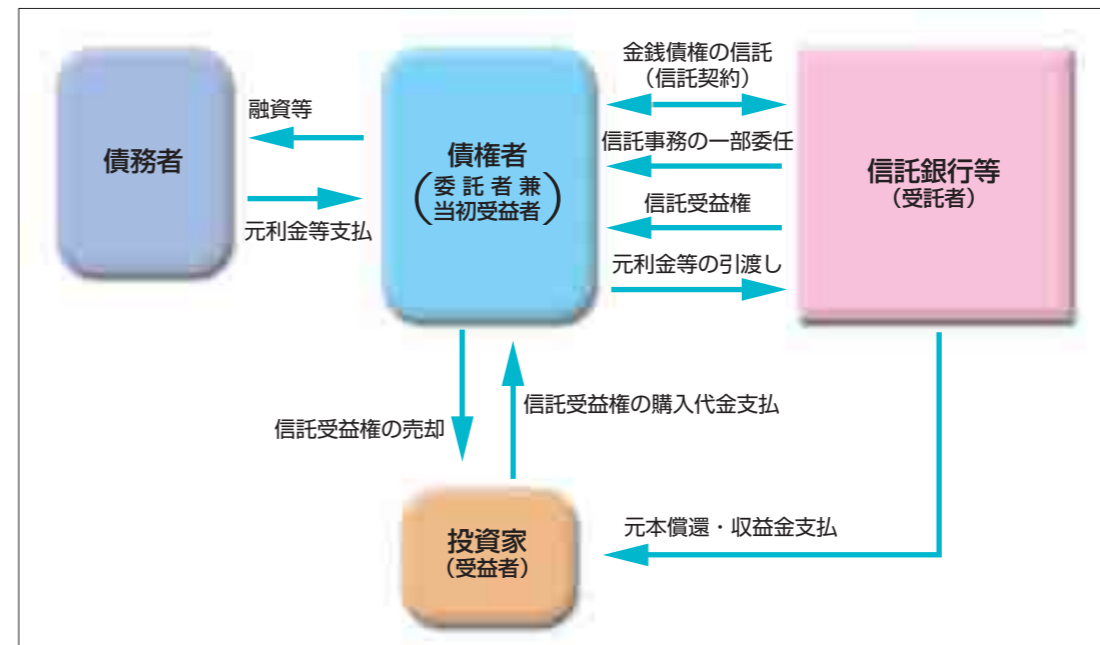 金銭債権の信託
（信託契約）
融資等
信託事務の一部委任
債務者
債権者
（委託者兼
当初受益者）
信託銀行等
（受託者）
信託受益権
元利金等支払
元利金等の引渡し
信託受益権の購入代金支払
信託受益権の売却
元本償還・収益金支払
投資家
（受益者）